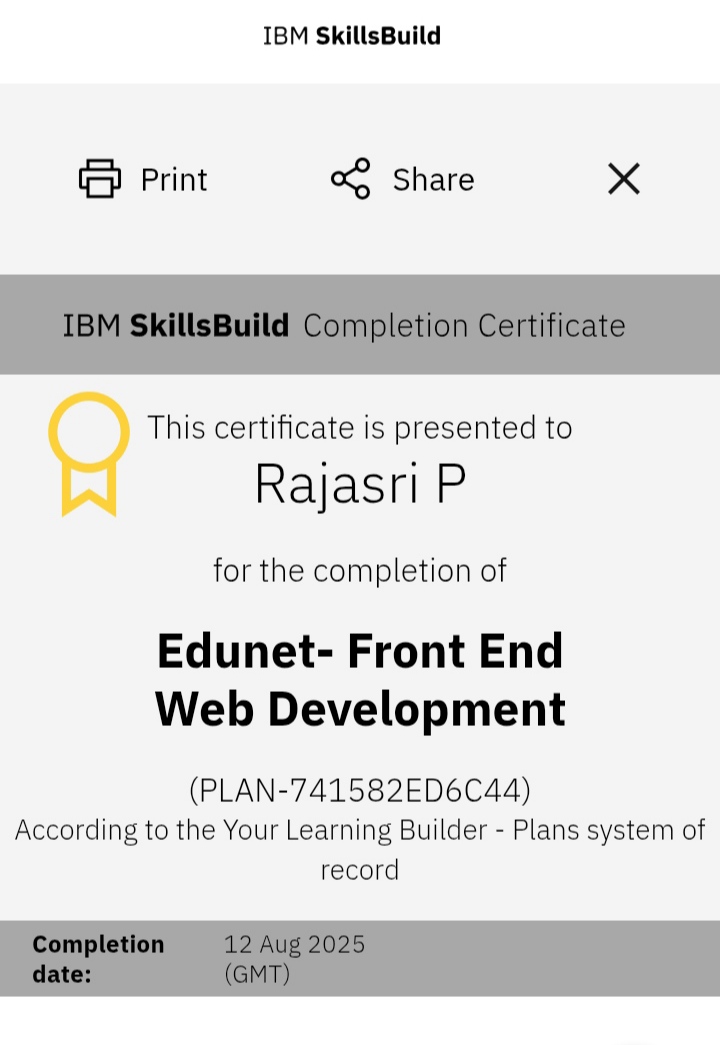 IBM SkillsBuild
Print
Share
IBM SkillsBuild Completion Certificate
This certificate is presented to
Rajasri P
for the completion of
Edunet- Front End
Web Development
(PLAN-741582ED6C44)
According to the Your Learning Builder - Plans system of
record
Completion
date:
12 Aug 2025
(GMT)